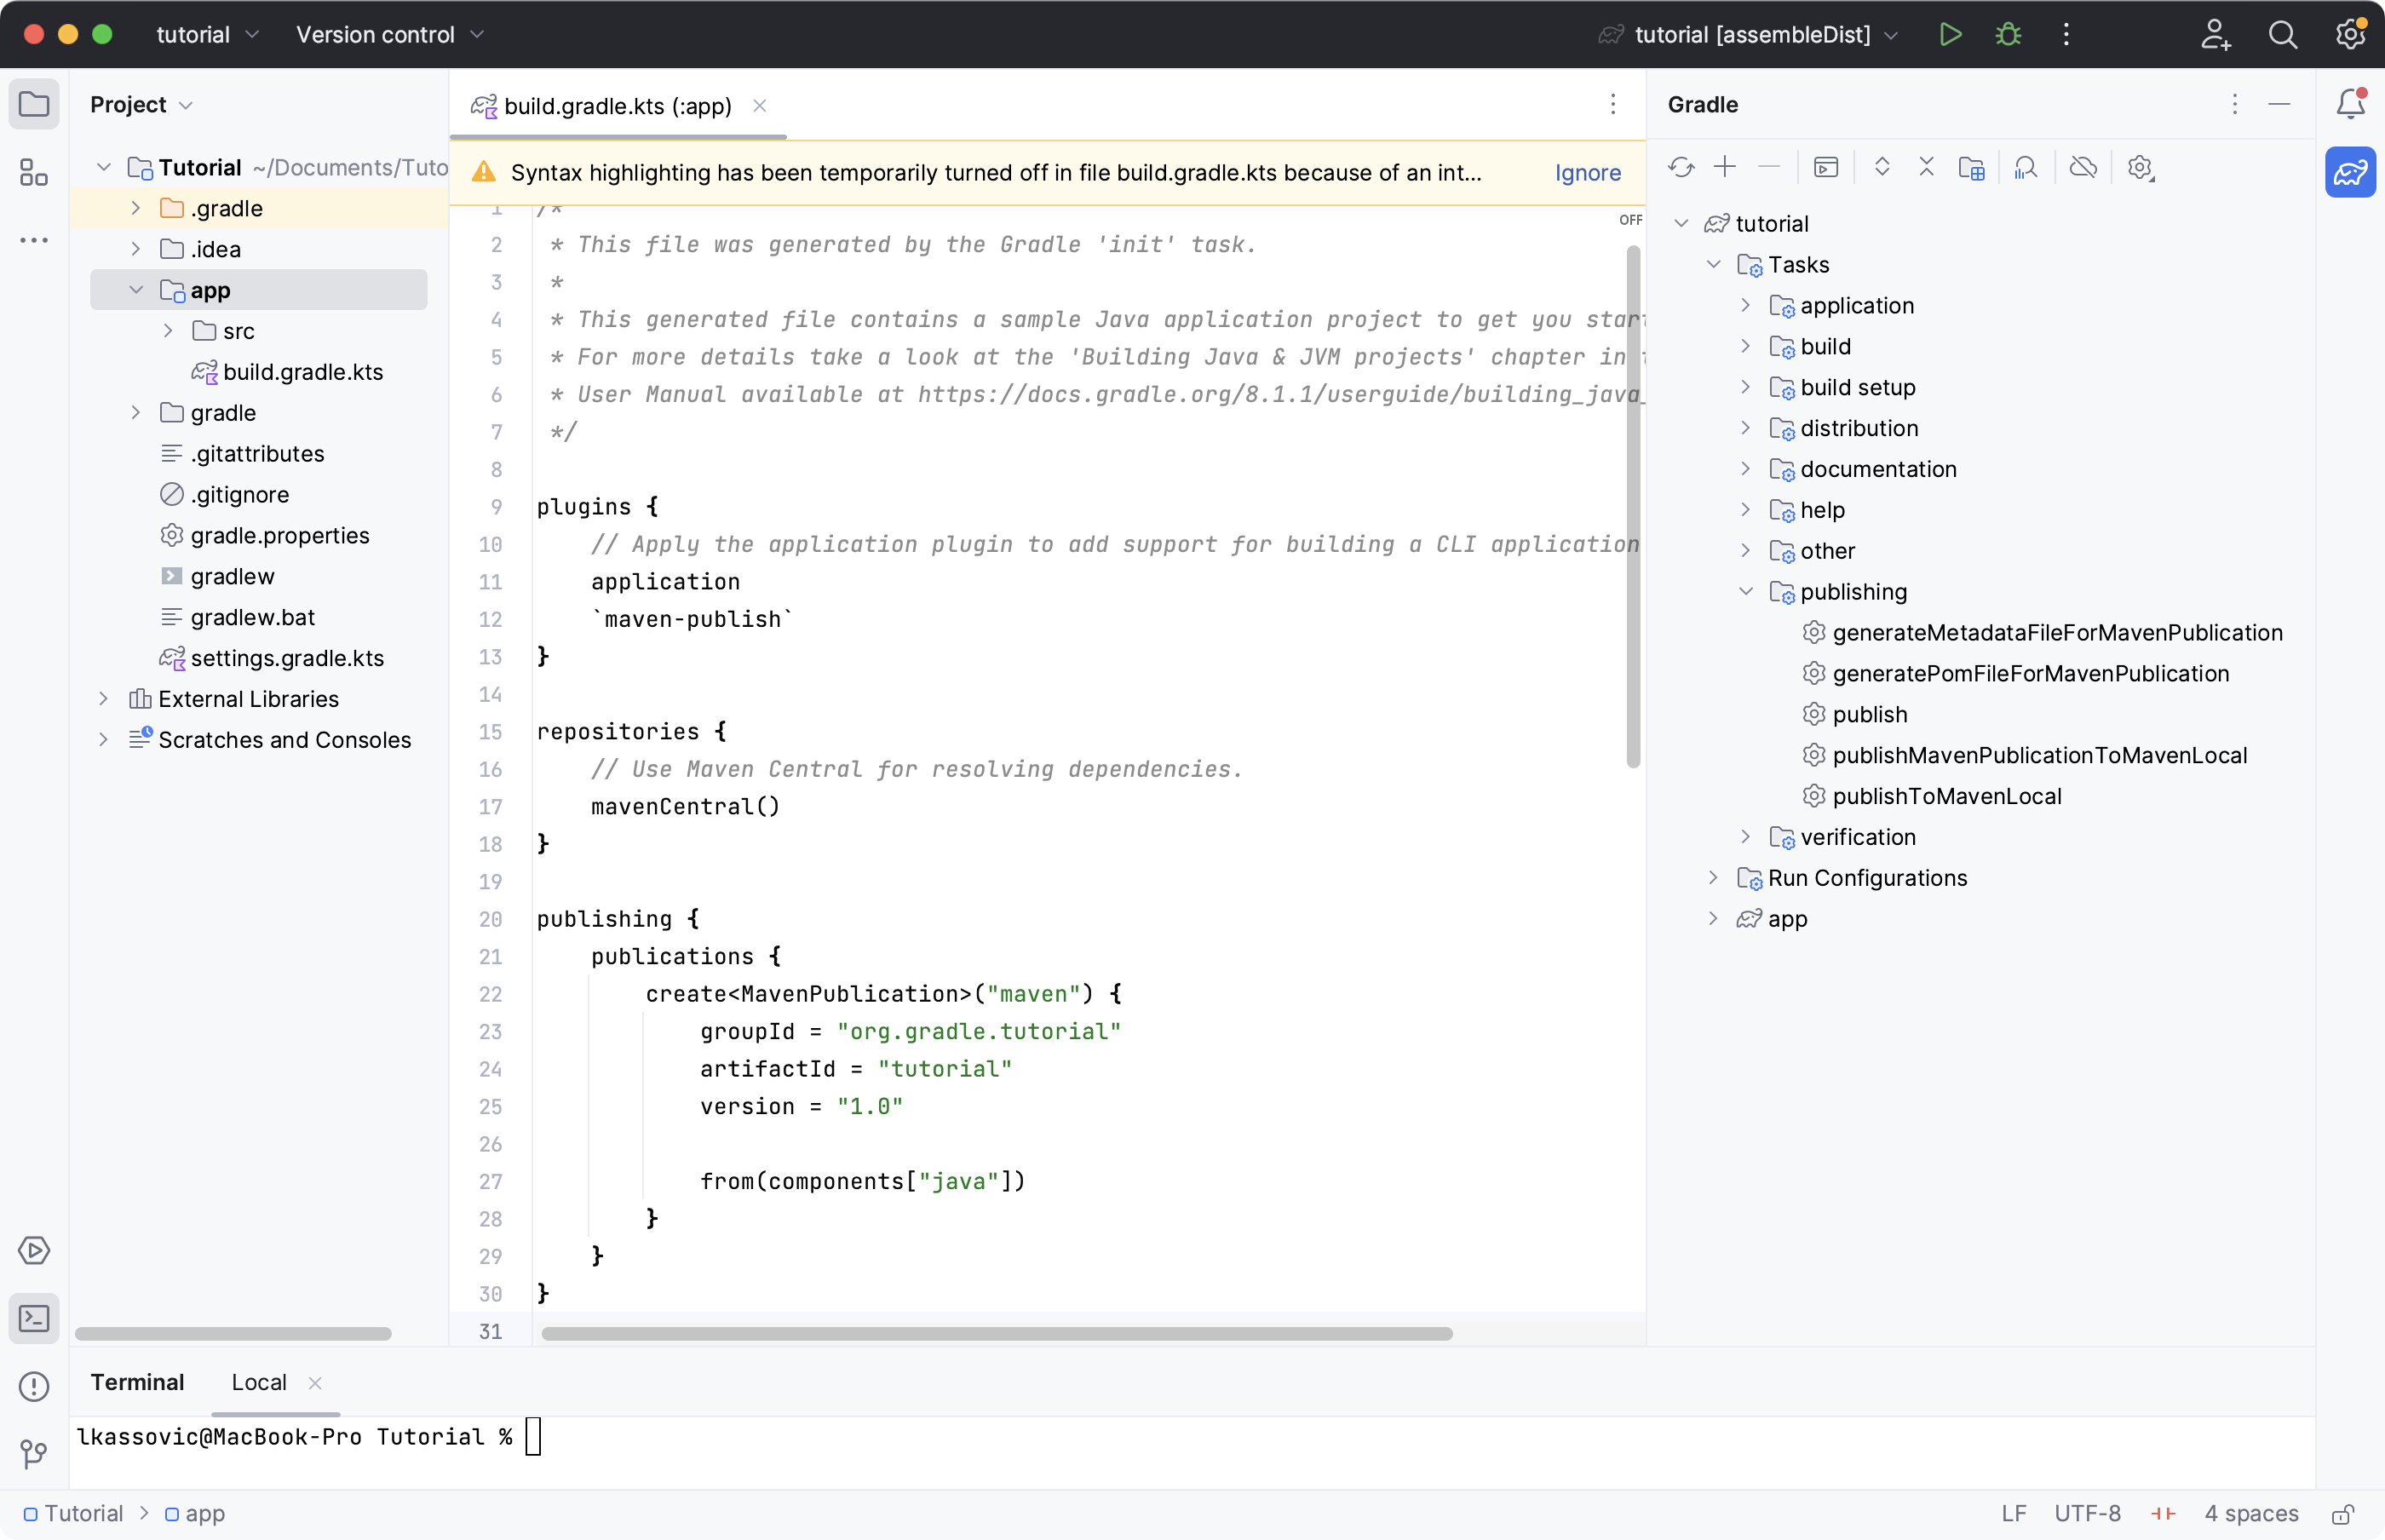 tutorial
Version control
tutorial [assembleDist]
Project
Tutorial ~/Documents/Tuto
.gradle
.idea
app
src
build.gradle.kts
gradle
.gitattributes
.gitignore
gradle.properties
gradlew
gradlew.bat
settings.gradle.kts
External Libraries
Scratches and Consoles
build.gradle.kts (:app)
Syntax highlighting has been temporarily turned off in file build.gradle.kts because of an int... Ignore
OFF
1 /*
2 * This file was generated by the Gradle 'init' task.
3 *
4 * This generated file contains a sample Java application project to get you start
5 * For more details take a look at the 'Building Java & JVM projects' chapter in t
6 * User Manual available at https://docs.gradle.org/8.1.1/userguide/building_java_
7 */
8
9 plugins {
10 // Apply the application plugin to add support for building a CLI application
11 application
12 `maven-publish`
13 }
14
15 repositories {
16 // Use Maven Central for resolving dependencies.
17 mavenCentral()
18 }
19
20 publishing {
21 publications {
22 create<MavenPublication>("maven") {
23 groupId = "org.gradle.tutorial"
24 artifactId = "tutorial"
25 version = "1.0"
26
27 from(components["java"])
28 }
29 }
30 }
31
Gradle
tutorial
Tasks
application
build
build setup
distribution
documentation
help
other
publishing
generateMetadataFileForMavenPublication
generatePomFileForMavenPublication
publish
publishMavenPublicationToMavenLocal
publishToMavenLocal
verification
Run Configurations
app
Terminal Local
lkassovic@MacBook-Pro Tutorial %
Tutorial > app
LF UTF-8 4 spaces